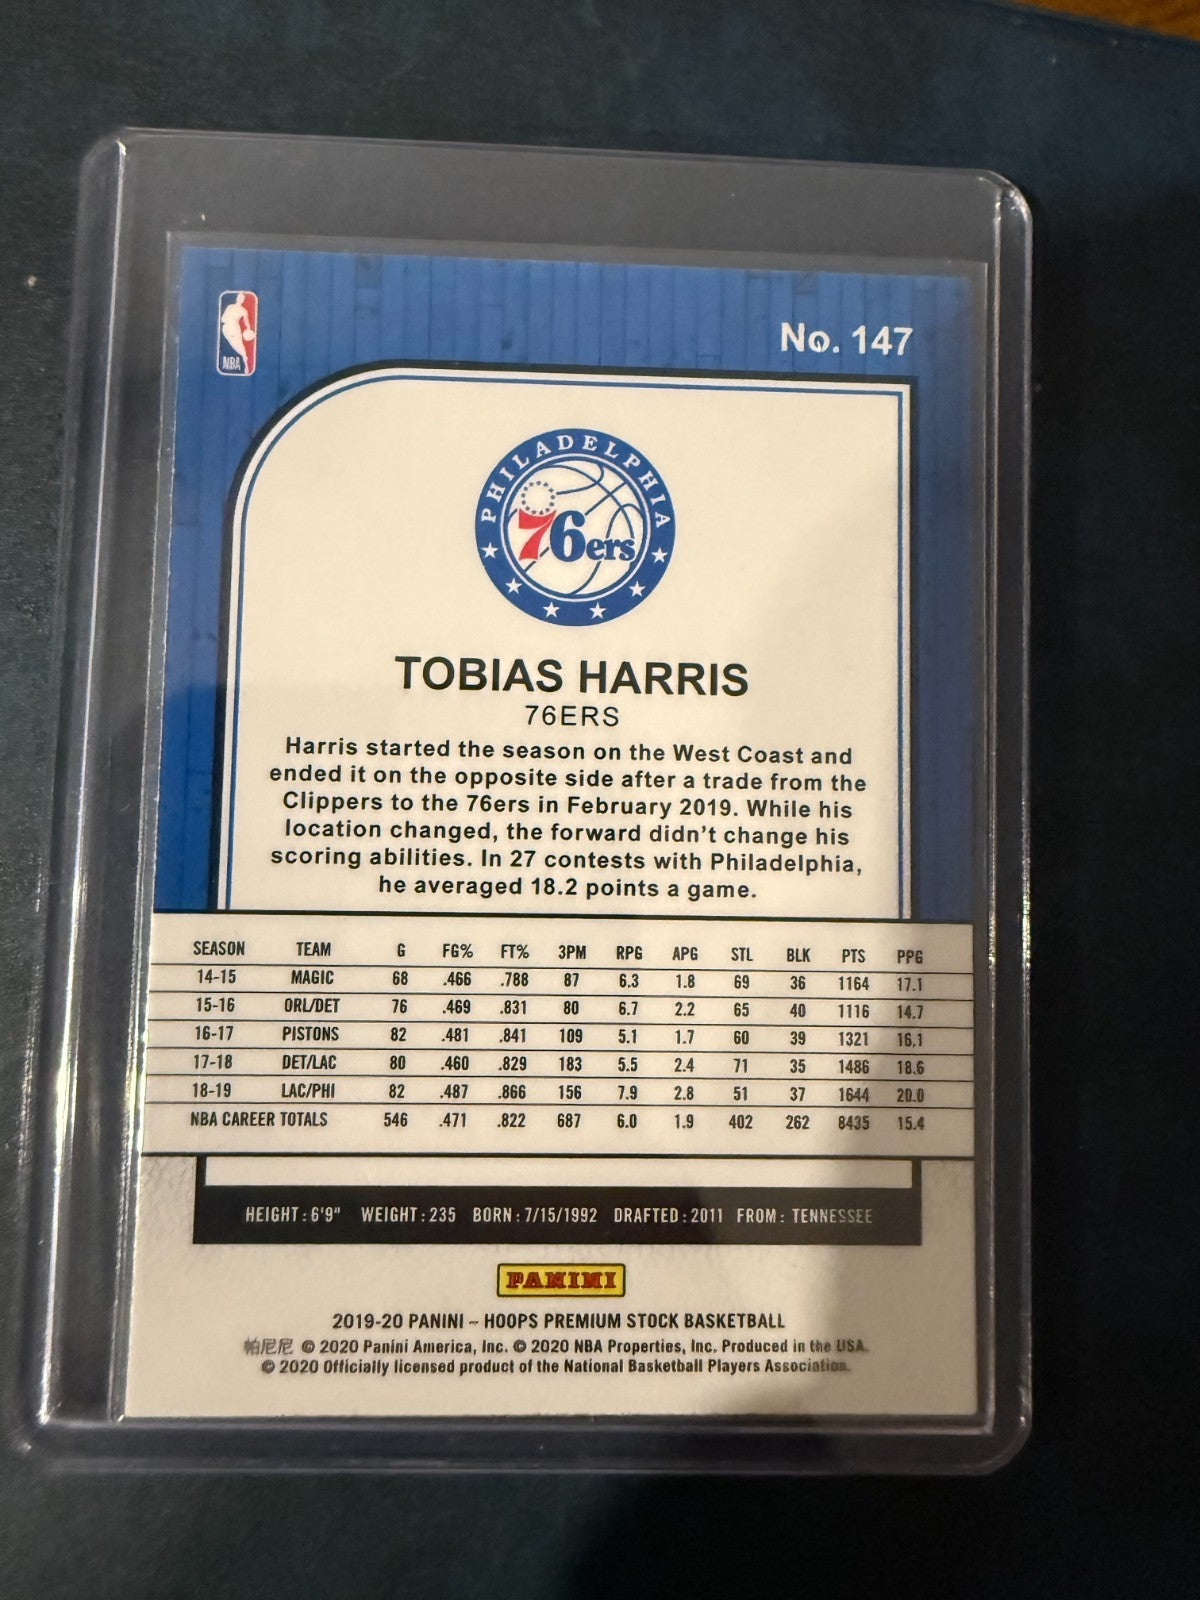 NBA
No. 147
PHILADELPHIA
76ers
TOBIAS HARRIS
76ERS
Harris started the season on the West Coast and
ended it on the opposite side after a trade from the
Clippers to the 76ers in February 2019. While his
location changed, the forward didn't change his
scoring abilities. In 27 contests with Philadelphia,
he averaged 18.2 points a game.
SEASON TEAM G FG% FT% 3PM RPG APG STL BLK PTS PPG
14-15 MAGIC 68 .466 .788 87 6.3 1.8 69 36 1164 17.1
15-16 ORL/DET 76 .469 .831 80 6.7 2.2 65 40 1116 14.7
16-17 PISTONS 82 .481 .841 109 5.1 1.7 60 39 1321 16.1
17-18 DET/LAC 80 .460 .829 183 5.5 2.4 71 35 1486 18.6
18-19 LAC/PHI 82 .487 .866 156 7.9 2.8 51 37 1644 20.0
NBA CAREER TOTALS 546 .471 .822 687 6.0 1.9 402 262 8435 15.4
HEIGHT: 6'9" WEIGHT: 235 BORN: 7/15/1992 DRAFTED: 2011 FROM: TENNESSEE
PANINI
2019-20 PANINI – HOOPS PREMIUM STOCK BASKETBALL
帕尼尼 © 2020 Panini America, Inc. © 2020 NBA Properties, Inc. Produced in the USA.
© 2020 Officially licensed product of the National Basketball Players Association.